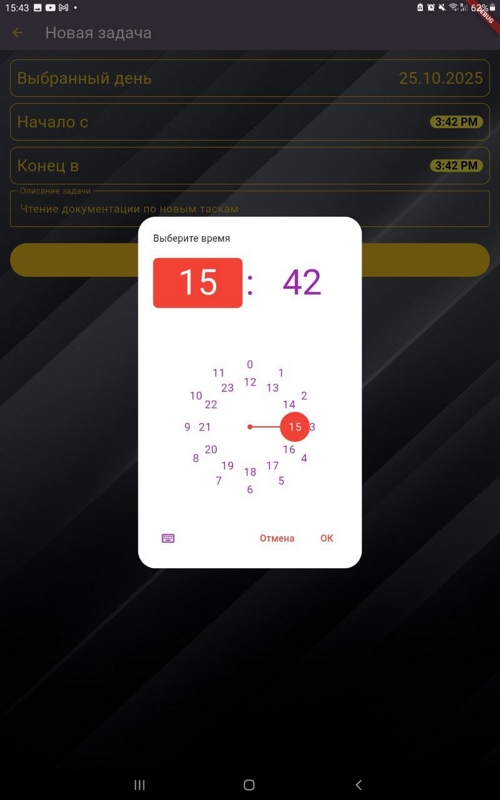 15:43
62%
DEBUG
Новая задача
Выбранный день 25.10.2025
Начало с 3:42 PM
Конец в 3:42 PM
Описание задачи
Чтение документации по новым таскам
Выберите время
15 : 42
0
11 1
12
23 13
10 2
22 14
9 21 15 3
20 16
8 4
19 17
18
7 5
6
Отмена ОК